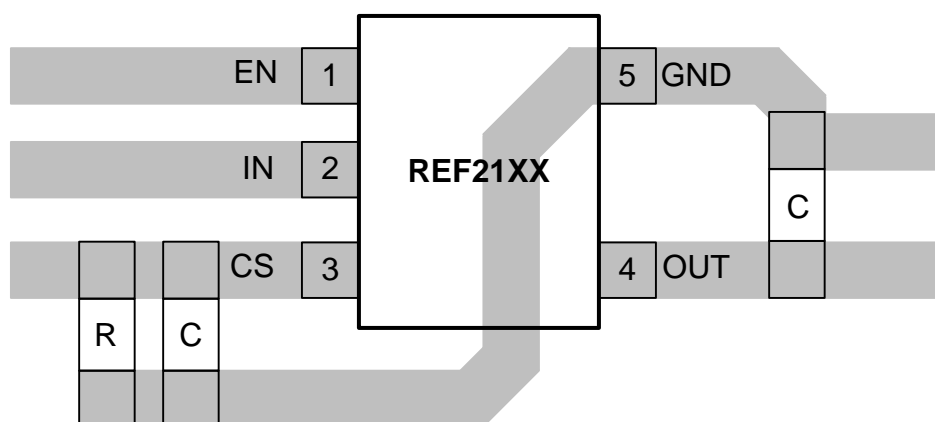 EN 1
5 GND
IN 2
REF21XX
C
CS 3
4 OUT
R
C